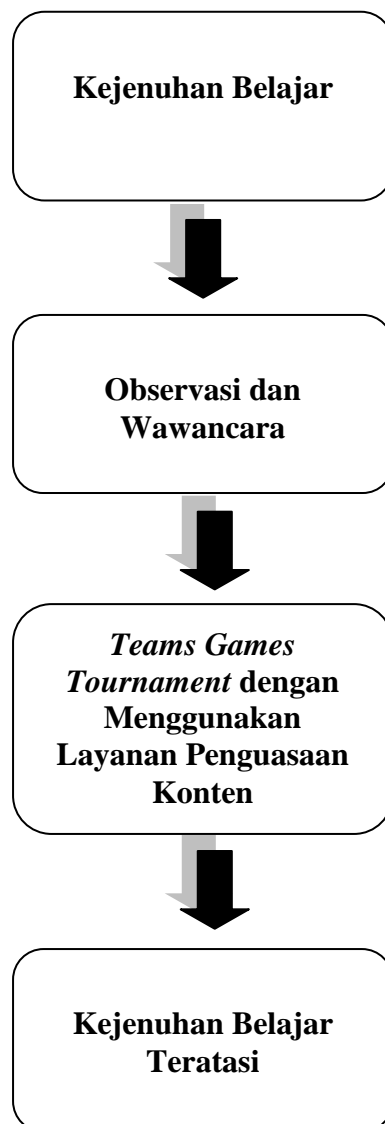 Kejenuhan Belajar
Observasi dan
Wawancara
Teams Games
Tournament dengan
Menggunakan
Layanan Penguasaan
Konten
Kejenuhan Belajar
Teratasi